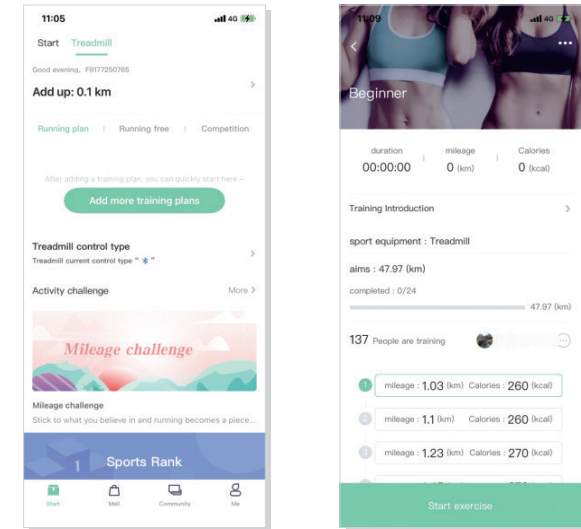 11:05
4G
Start Treadmill
Good evening, F9177250765
Add up: 0.1 km
Running plan Running free Competition
After adding a training plan, you can quickly start here ~
Add more training plans
Treadmill control type
Treadmill current control type " "
Activity challenge More >
Mileage challenge
Mileage challenge
Stick to what you believe in and running becomes a piece...
1 Sports Rank
Start Mall Community Me
11:09
4G
Beginner
duration mileage Calories
00:00:00 0 (km) 0 (kcal)
Training Introduction >
sport equipment : Treadmill
aims : 47.97 (km)
completed : 0/24
47.97 (km)
137 People are training
1 mileage : 1.03 (km) Calories : 260 (kcal)
2 mileage : 1.1 (km) Calories : 260 (kcal)
3 mileage : 1.23 (km) Calories : 270 (kcal)
Start exercise